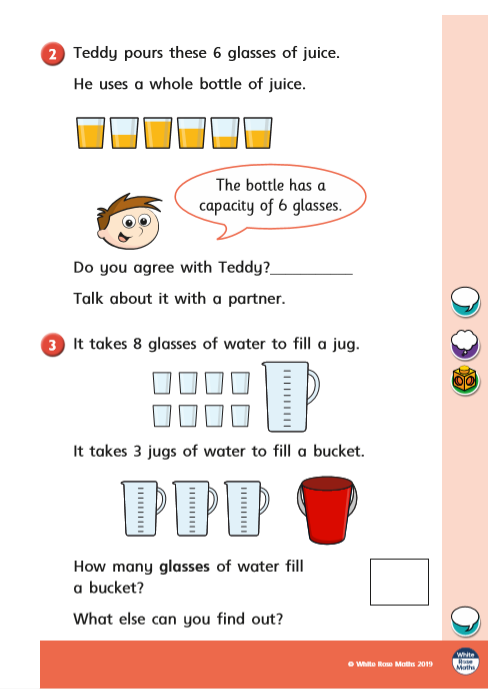 2 Teddy pours these 6 glasses of juice.
He uses a whole bottle of juice.
The bottle has a
capacity of 6 glasses.
Do you agree with Teddy?__________
Talk about it with a partner.
3 It takes 8 glasses of water to fill a jug.
It takes 3 jugs of water to fill a bucket.
How many glasses of water fill
a bucket?
What else can you find out?
© White Rose Maths 2019
White
Rose
Maths